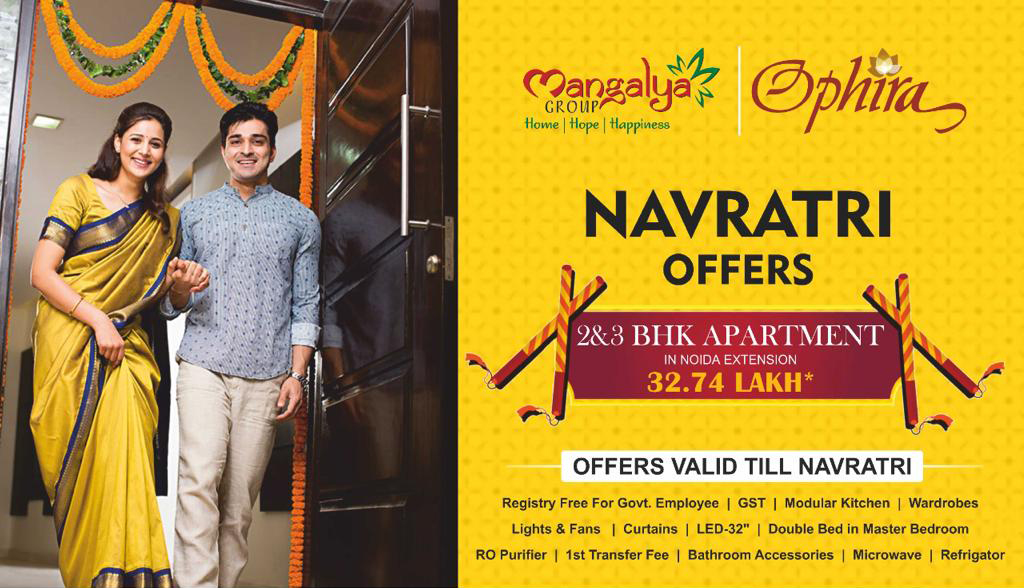 Mangalya
GROUP
Home | Hope | Happiness
Ophira
NAVRATRI
OFFERS
2&3 BHK APARTMENT
IN NOIDA EXTENSION
32.74 LAKH*
OFFERS VALID TILL NAVRATRI
Registry Free For Govt. Employee | GST | Modular Kitchen | Wardrobes
Lights & Fans | Curtains | LED-32" | Double Bed in Master Bedroom
RO Purifier | 1st Transfer Fee | Bathroom Accessories | Microwave | Refrigator